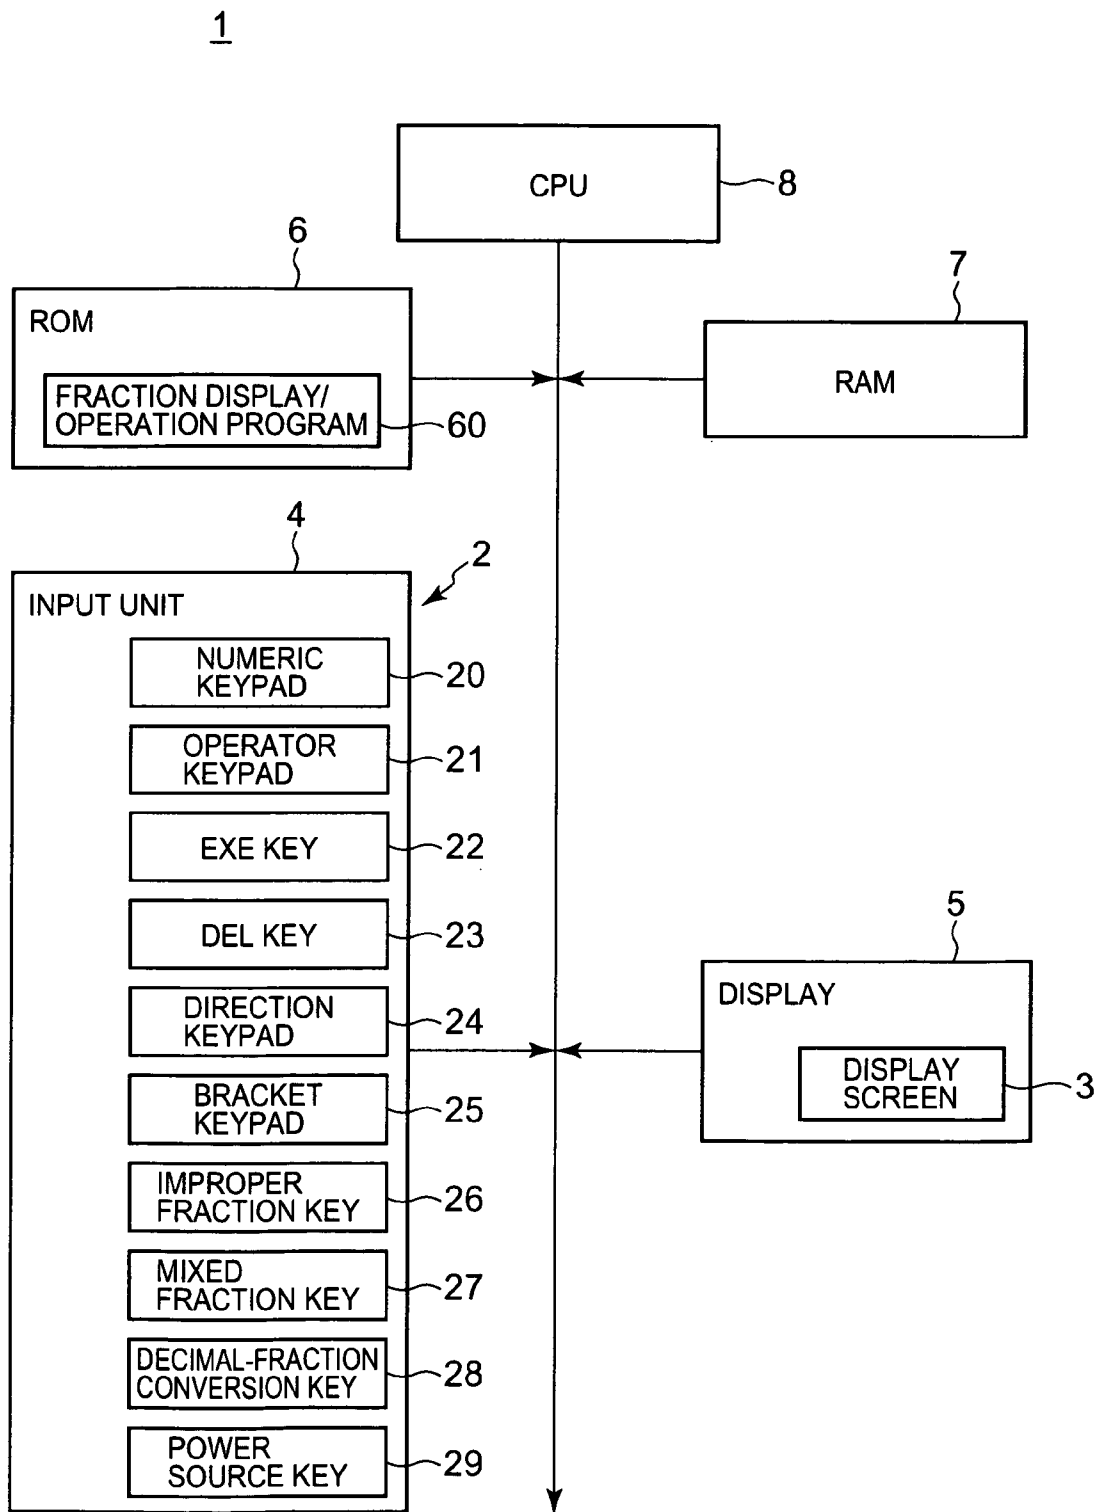 1
CPU
8
6
ROM
FRACTION DISPLAY/
OPERATION PROGRAM
60
7
RAM
4
2
INPUT UNIT
NUMERIC
KEYPAD
20
OPERATOR
KEYPAD
21
EXE KEY
22
DEL KEY
23
DIRECTION
KEYPAD
24
BRACKET
KEYPAD
25
IMPROPER
FRACTION KEY
26
MIXED
FRACTION KEY
27
DECIMAL-FRACTION
CONVERSION KEY
28
POWER
SOURCE KEY
29
5
DISPLAY
DISPLAY
SCREEN
3